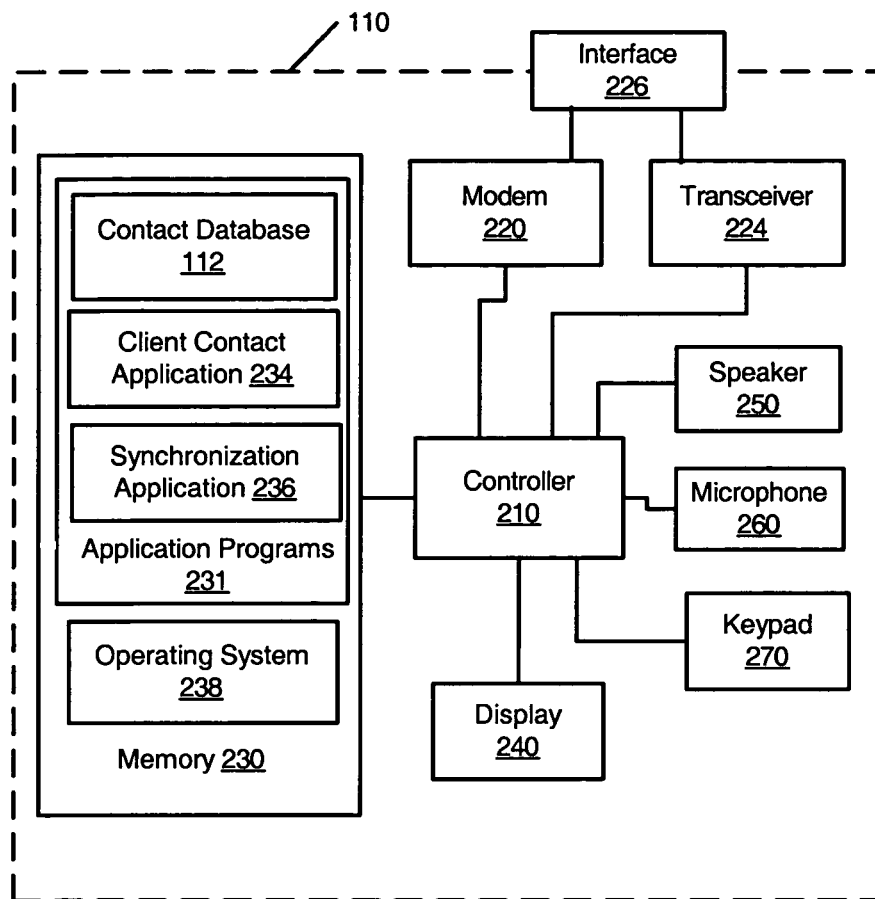 110
Interface
226
Modem
220
Transceiver
224
Contact Database
112
Client Contact
Application 234
Synchronization
Application 236
Application Programs
231
Operating System
238
Memory 230
Controller
210
Speaker
250
Microphone
260
Keypad
270
Display
240